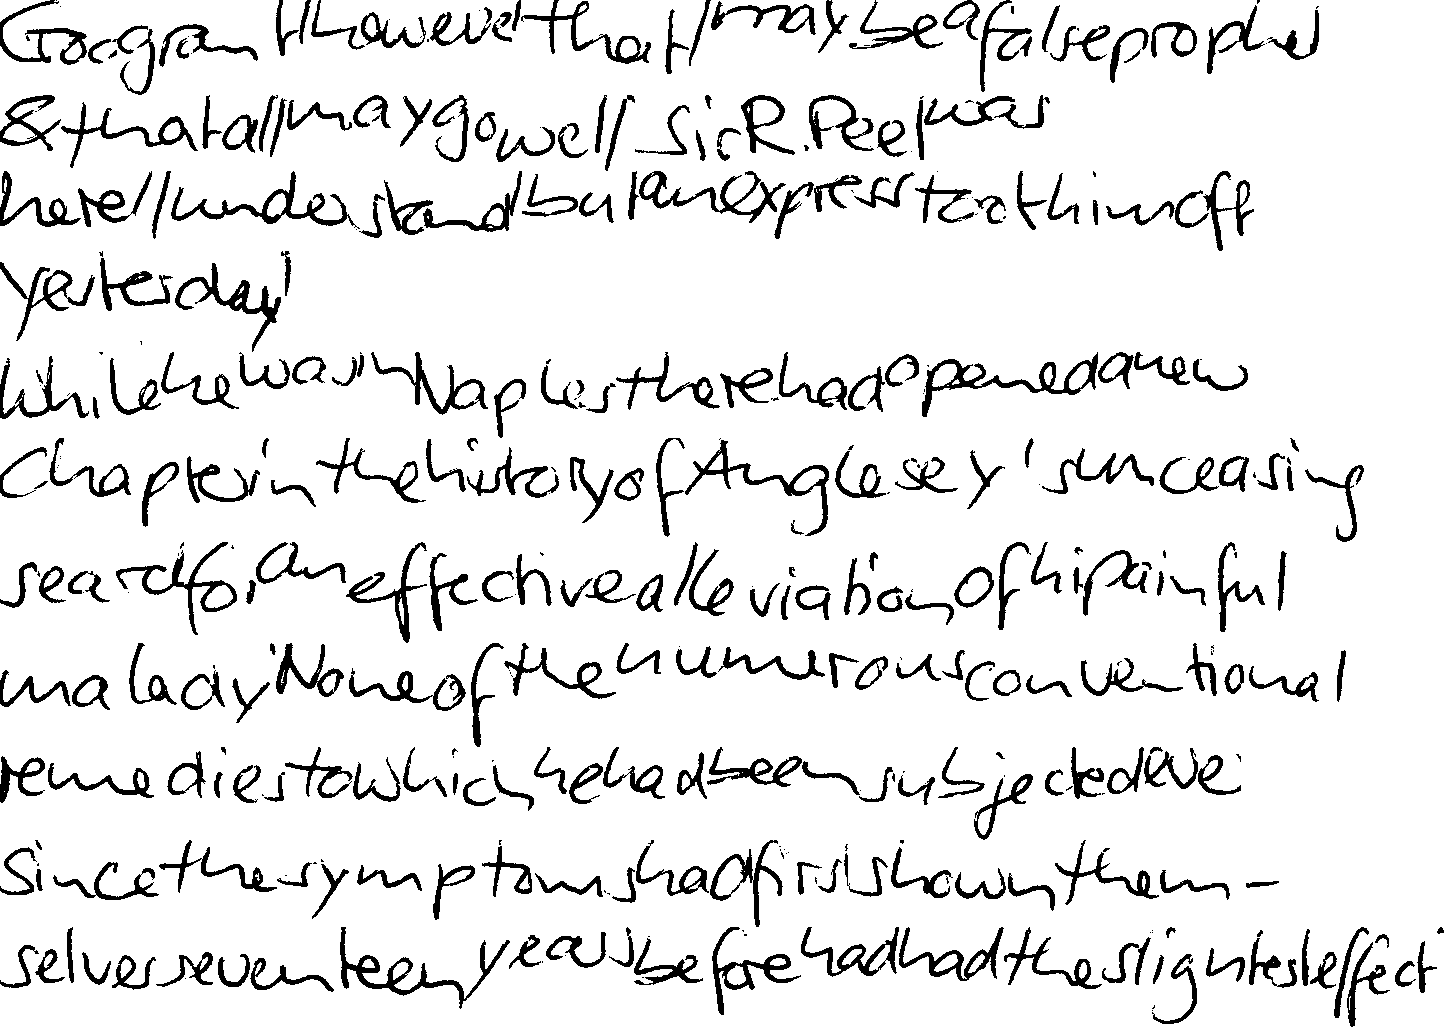 God grant however that I may be a false prophet
& that all may go well Sir R. Peel was
here I understand but an express took him off
yesterday!
While he was in Naples there had opened a new
Chapter in the history of Anglesey's unceasing
search for an effective alleviation of his painful
malady. None of the numerous conventional
remedies to which he had been subjected ever
since the symptoms had first shown them-
selves seventeen years before had had the slightest effect.